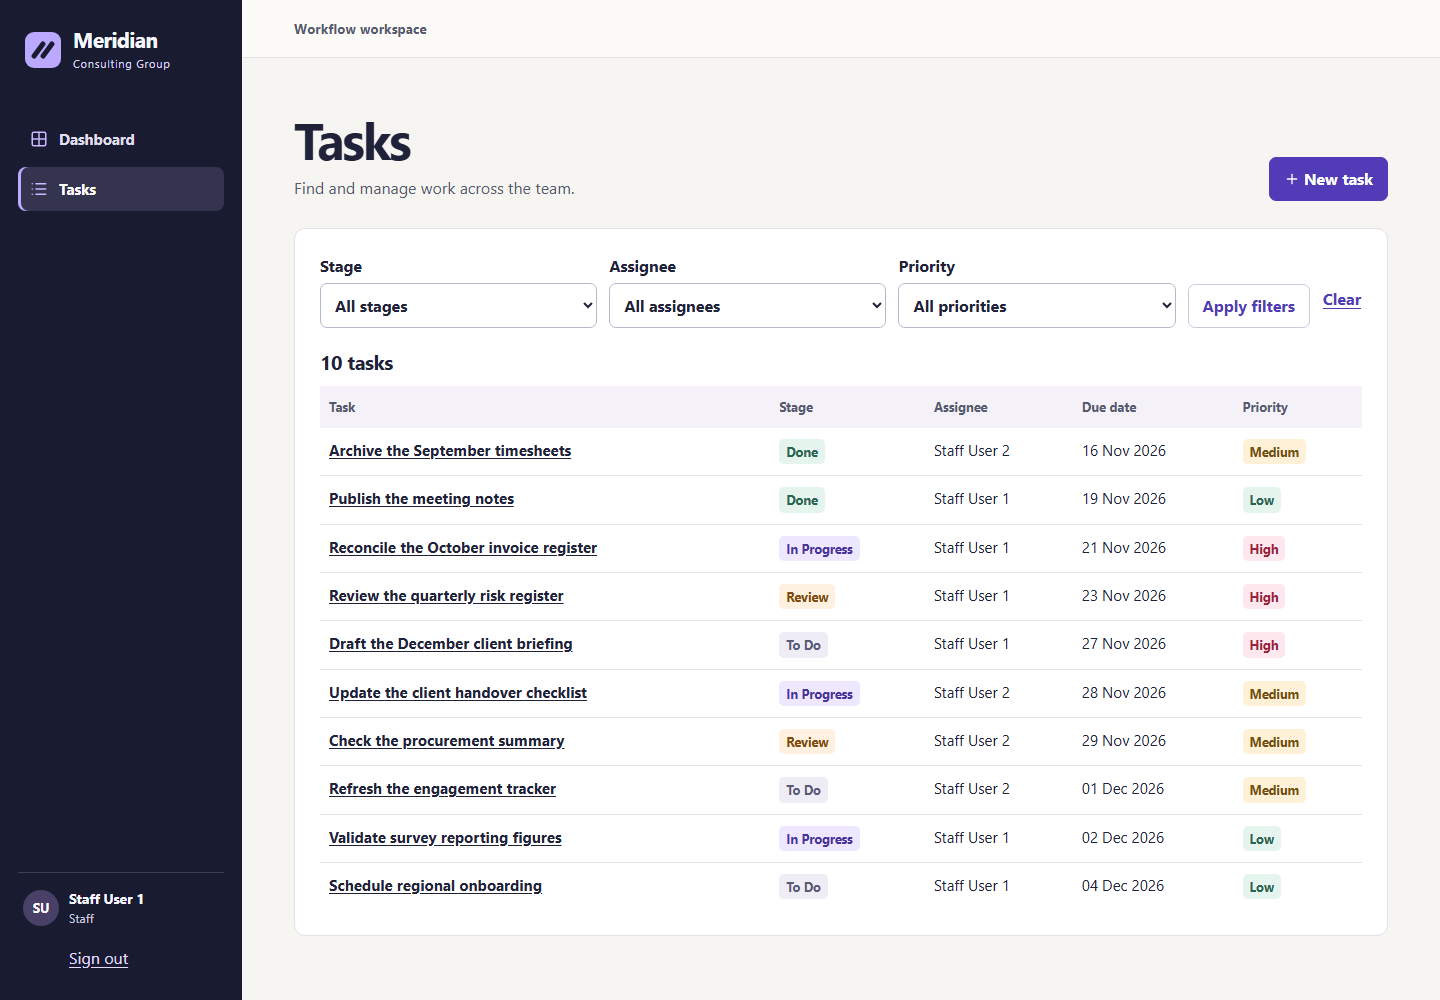 Meridian
Consulting Group
Dashboard
Tasks
Staff User 1
Staff
SU
Sign out
Workflow workspace
Tasks
Find and manage work across the team.
+ New task
Stage Assignee Priority
All stages All assignees All priorities Apply filters Clear
10 tasks
Task Stage Assignee Due date Priority
Archive the September timesheets Done Staff User 2 16 Nov 2026 Medium
Publish the meeting notes Done Staff User 1 19 Nov 2026 Low
Reconcile the October invoice register In Progress Staff User 1 21 Nov 2026 High
Review the quarterly risk register Review Staff User 1 23 Nov 2026 High
Draft the December client briefing To Do Staff User 1 27 Nov 2026 High
Update the client handover checklist In Progress Staff User 2 28 Nov 2026 Medium
Check the procurement summary Review Staff User 2 29 Nov 2026 Medium
Refresh the engagement tracker To Do Staff User 2 01 Dec 2026 Medium
Validate survey reporting figures In Progress Staff User 1 02 Dec 2026 Low
Schedule regional onboarding To Do Staff User 1 04 Dec 2026 Low